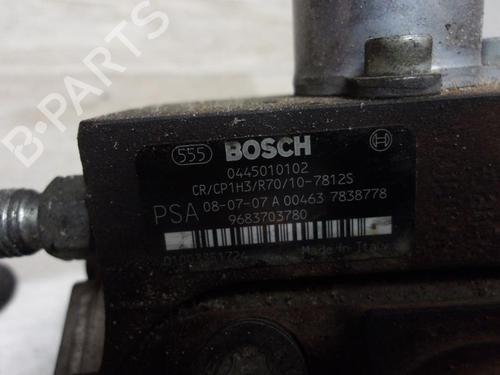 B-PARTS
555 BOSCH
0445010102
CR/CP1H3/R70/10-7812S
PSA 08-07-07 A 00463 7838778
9683703780
Made in Italy